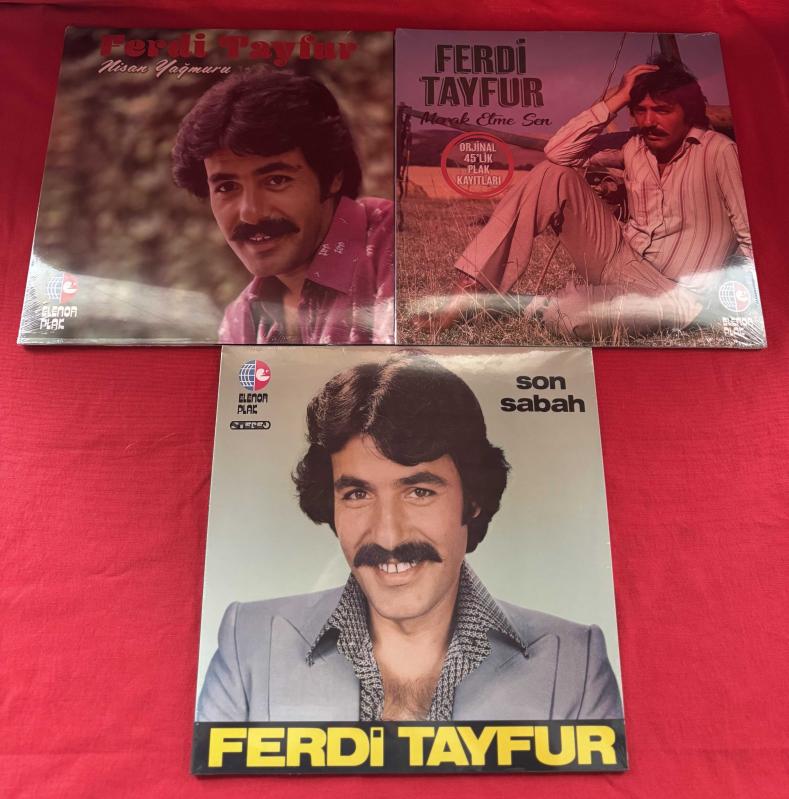 Ferdi Tayfur
Nisan Yağmuru
ELENOR
PLAK
FERDİ
TAYFUR
Merak Etme Sen
ORJİNAL
45'LİK
PLAK
KAYITLARI
ELENOR
PLAK
ELENOR
PLAK
STEREO
son
sabah
FERDİ TAYFUR